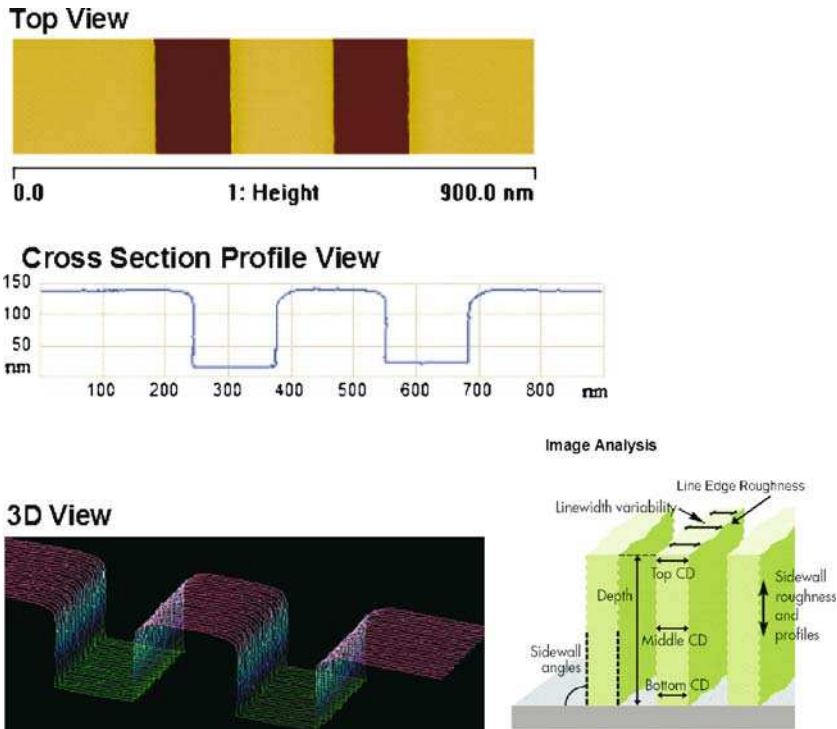 Top View
0.0 1: Height 900.0 nm
Cross Section Profile View
150
100
50
nm
100 200 300 400 500 600 700 800 nm
Image Analysis
3D View
Line Edge Roughness
Linewidth variability
Top CD
Depth
Sidewall
roughness
and
profiles
Middle CD
Sidewall
angles
Bottom CD